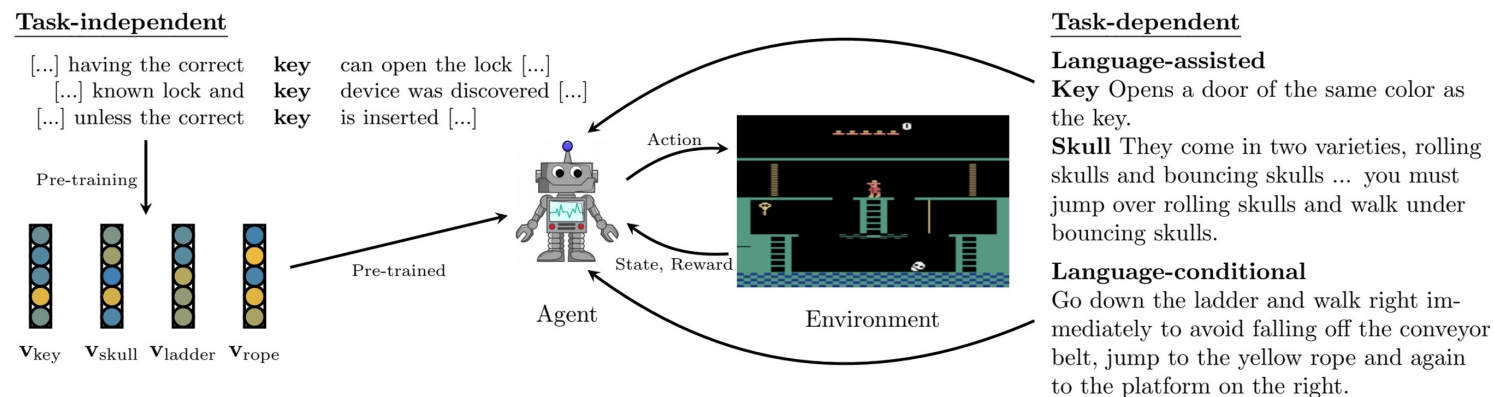 Task-independent
[...] having the correct key can open the lock [...]
[...] known lock and key device was discovered [...]
[...] unless the correct key is inserted [...]
Pre-training
v_key v_skull v_ladder v_rope
Pre-trained
Agent
Action
State, Reward
Environment
Task-dependent
Language-assisted
Key Opens a door of the same color as
the key.
Skull They come in two varieties, rolling
skulls and bouncing skulls ... you must
jump over rolling skulls and walk under
bouncing skulls.
Language-conditional
Go down the ladder and walk right im-
mediately to avoid falling off the conveyor
belt, jump to the yellow rope and again
to the platform on the right.